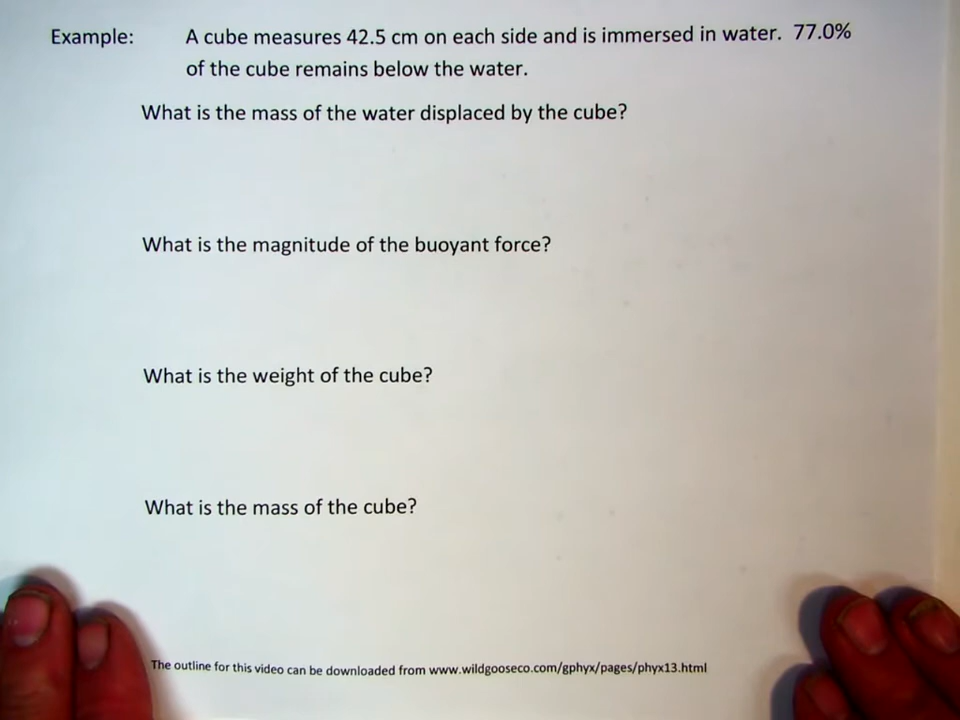 Example: A cube measures 42.5 cm on each side and is immersed in water. 77.0%
of the cube remains below the water.
What is the mass of the water displaced by the cube?
What is the magnitude of the buoyant force?
What is the weight of the cube?
What is the mass of the cube?
The outline for this video can be downloaded from www.wildgooseco.com/gphyx/pages/phyx13.html